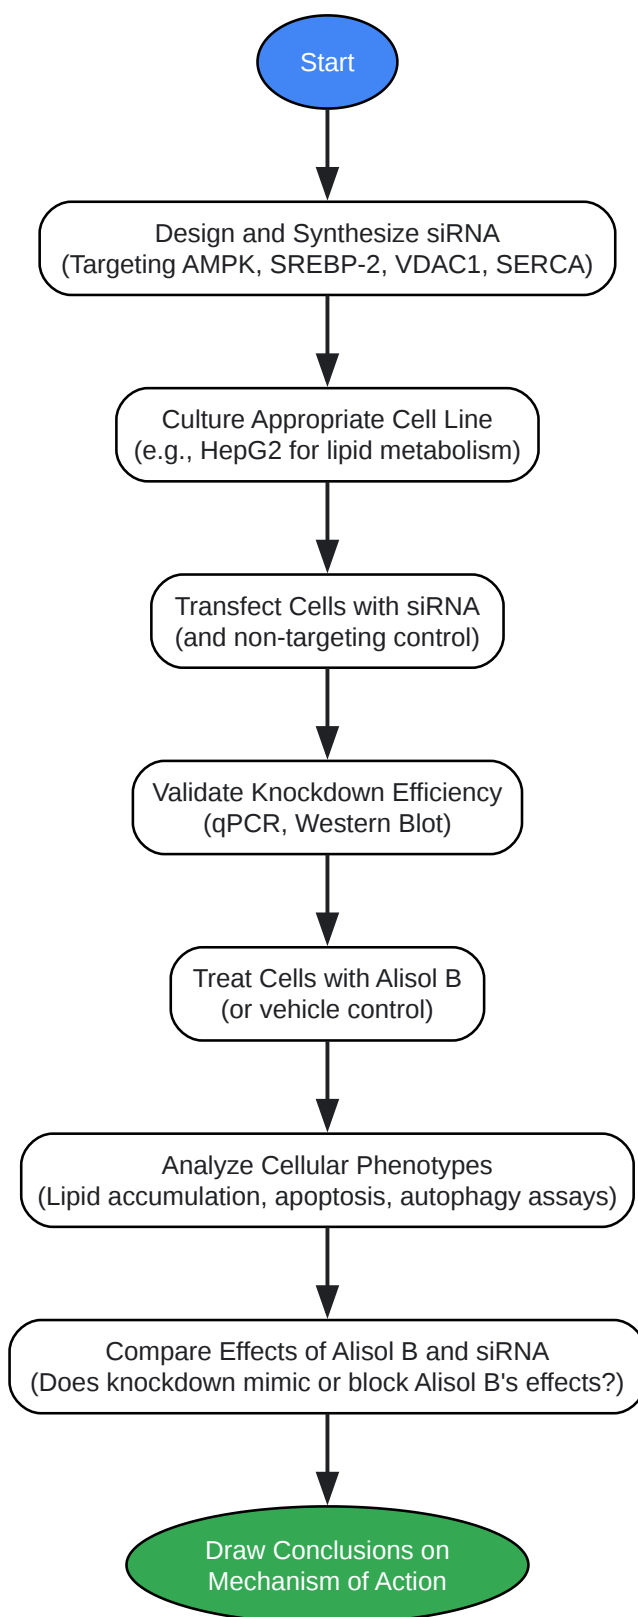 Start
Design and Synthesize siRNA
(Targeting AMPK, SREBP-2, VDAC1, SERCA)
Culture Appropriate Cell Line
(e.g., HepG2 for lipid metabolism)
Transfect Cells with siRNA
(and non-targeting control)
Validate Knockdown Efficiency
(qPCR, Western Blot)
Treat Cells with Alisol B
(or vehicle control)
Analyze Cellular Phenotypes
(Lipid accumulation, apoptosis, autophagy assays)
Compare Effects of Alisol B and siRNA
(Does knockdown mimic or block Alisol B's effects?)
Draw Conclusions on
Mechanism of Action